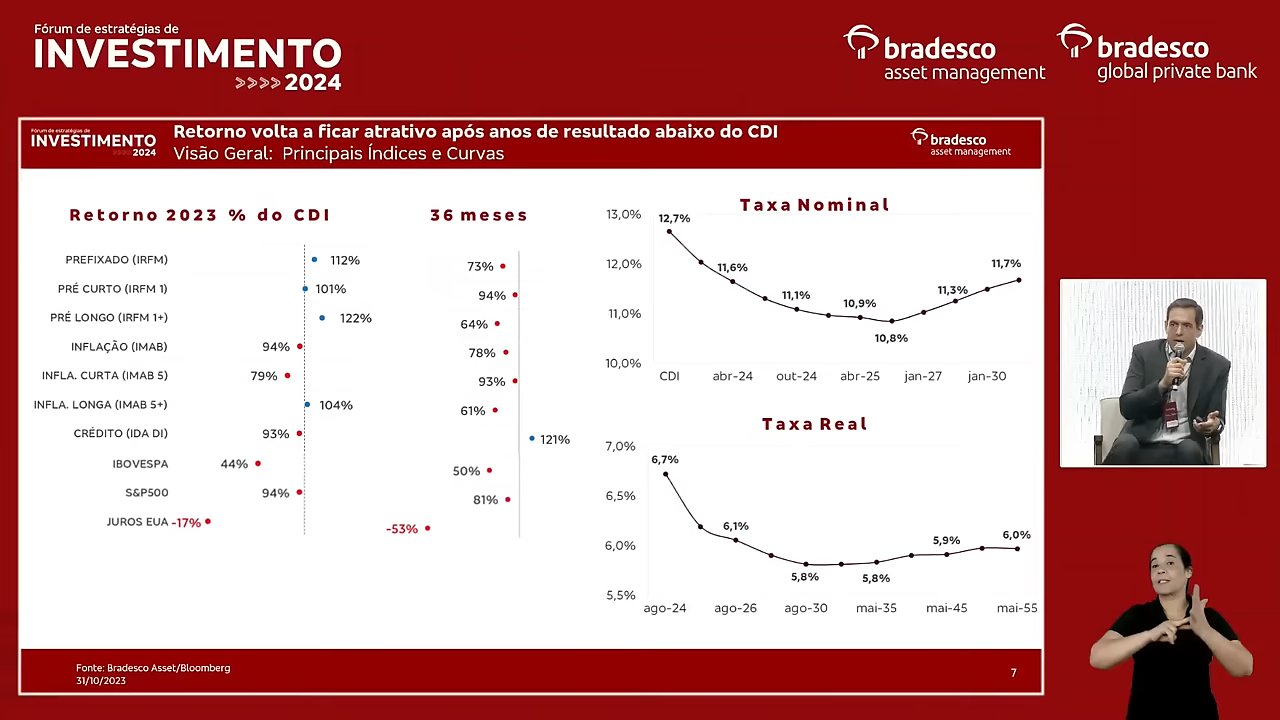 Fórum de estratégias de
INVESTIMENTO
>>>> 2024
bradesco
asset management
bradesco
global private bank
Fórum de estratégias de
INVESTIMENTO
>>>> 2024
Retorno volta a ficar atrativo após anos de resultado abaixo do CDI
Visão Geral: Principais Índices e Curvas
bradesco
asset management
Retorno 2023 % do CDI
36 meses
PREFIXADO (IRFM) 112% 73%
PRÉ CURTO (IRFM 1) 101% 94%
PRÉ LONGO (IRFM 1+) 122% 64%
INFLAÇÃO (IMAB) 94% 78%
INFLA. CURTA (IMAB 5) 79% 93%
INFLA. LONGA (IMAB 5+) 104% 61%
CRÉDITO (IDA DI) 93% 121%
IBOVESPA 44% 50%
S&P500 94% 81%
JUROS EUA -17% -53%
Taxa Nominal
13,0%
12,0%
11,0%
10,0%
12,7%
11,6%
11,1%
10,9%
10,8%
11,3%
11,7%
CDI abr-24 out-24 abr-25 jan-27 jan-30
Taxa Real
7,0%
6,5%
6,0%
5,5%
6,7%
6,1%
5,8%
5,8%
5,9%
6,0%
ago-24 ago-26 ago-30 mai-35 mai-45 mai-55
Fonte: Bradesco Asset/Bloomberg
31/10/2023
7